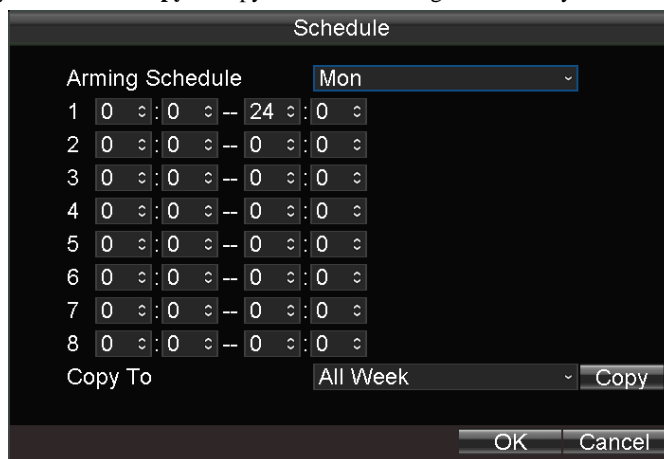 Schedule
Arming Schedule Mon
1 0 : 0 -- 24 : 0
2 0 : 0 -- 0 : 0
3 0 : 0 -- 0 : 0
4 0 : 0 -- 0 : 0
5 0 : 0 -- 0 : 0
6 0 : 0 -- 0 : 0
7 0 : 0 -- 0 : 0
8 0 : 0 -- 0 : 0
Copy To All Week Copy
OK Cancel